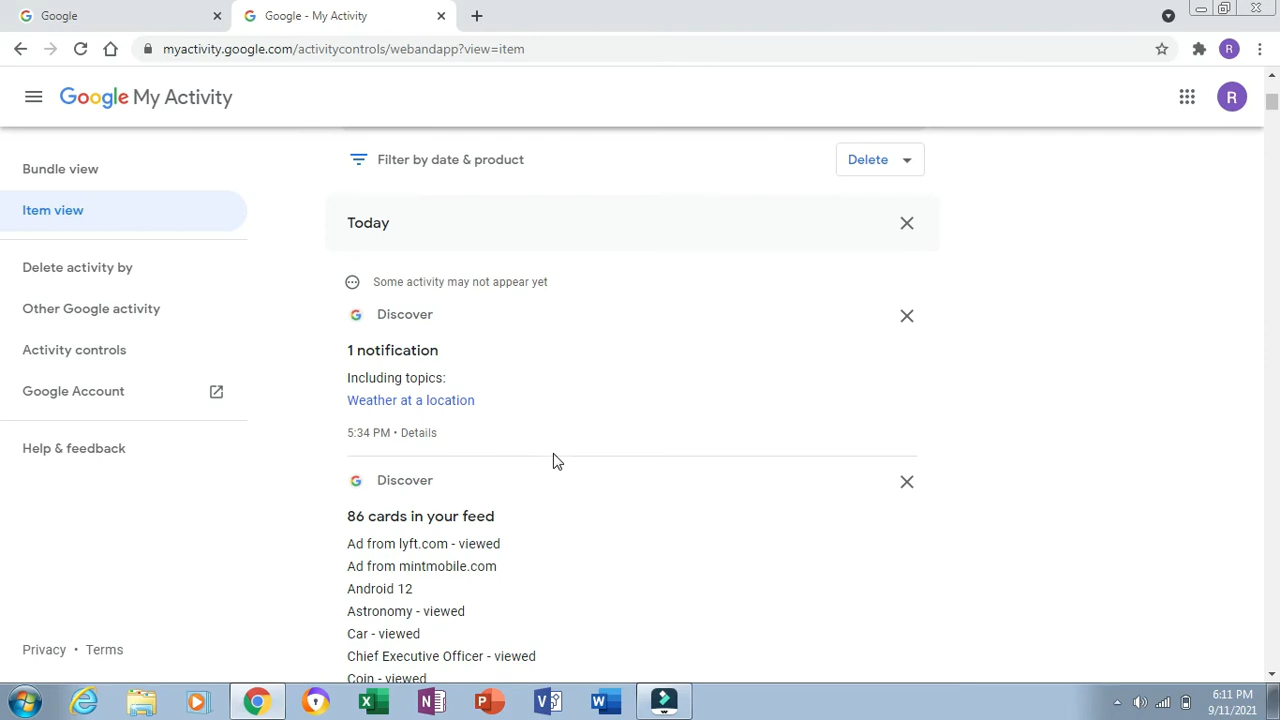 Google
Google - My Activity
myactivity.google.com/activitycontrols/webandapp?view=item
R
Google My Activity
R
Bundle view
Item view
Delete activity by
Other Google activity
Activity controls
Google Account
Help & feedback
Privacy • Terms
Filter by date & product
Delete
Today
Some activity may not appear yet
Discover
1 notification
Including topics:
Weather at a location
5:34 PM • Details
Discover
86 cards in your feed
Ad from lyft.com - viewed
Ad from mintmobile.com
Android 12
Astronomy - viewed
Car - viewed
Chief Executive Officer - viewed
Coin - viewed
6:11 PM
9/11/2021